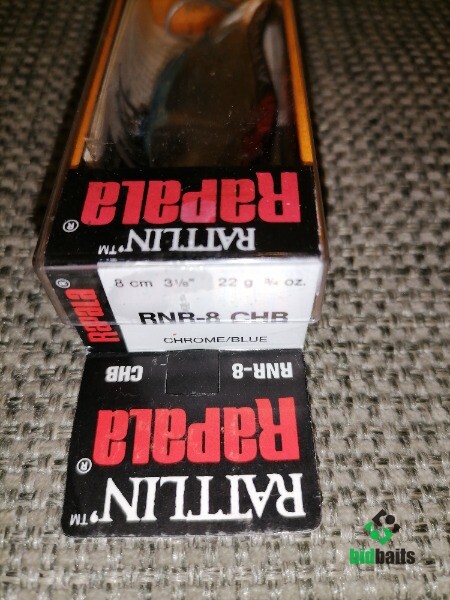 RAPALA®
RATTLIN'™
RAPALA®
8 cm 3⅛" 22 g ¾ oz.
RNR-8 CHB
CHROME/BLUE
RNR-8
CHB
RAPALA®
RATTLIN'™
bidbaits